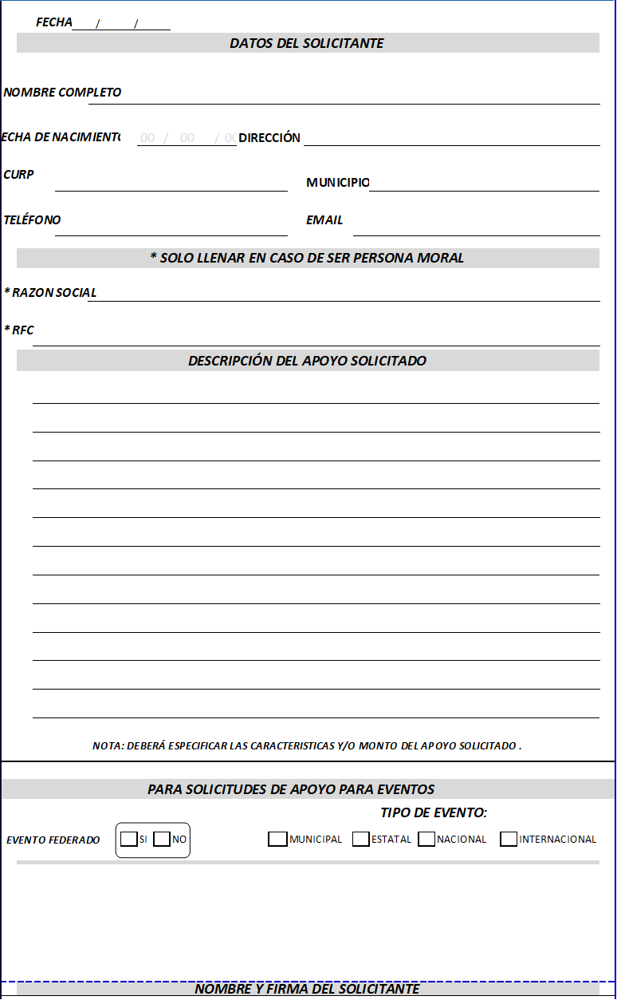 FECHA / /
DATOS DEL SOLICITANTE
NOMBRE COMPLETO
ECHA DE NACIMIENTO 00 / 00 / 00 DIRECCIÓN
CURP
MUNICIPIO
TELÉFONO EMAIL
* SOLO LLENAR EN CASO DE SER PERSONA MORAL
* RAZON SOCIAL
* RFC
DESCRIPCIÓN DEL APOYO SOLICITADO
NOTA: DEBERÁ ESPECIFICAR LAS CARACTERISTICAS Y/O MONTO DEL APOYO SOLICITADO .
PARA SOLICITUDES DE APOYO PARA EVENTOS
TIPO DE EVENTO:
EVENTO FEDERADO SI NO MUNICIPAL ESTATAL NACIONAL INTERNACIONAL
NOMBRE Y FIRMA DEL SOLICITANTE